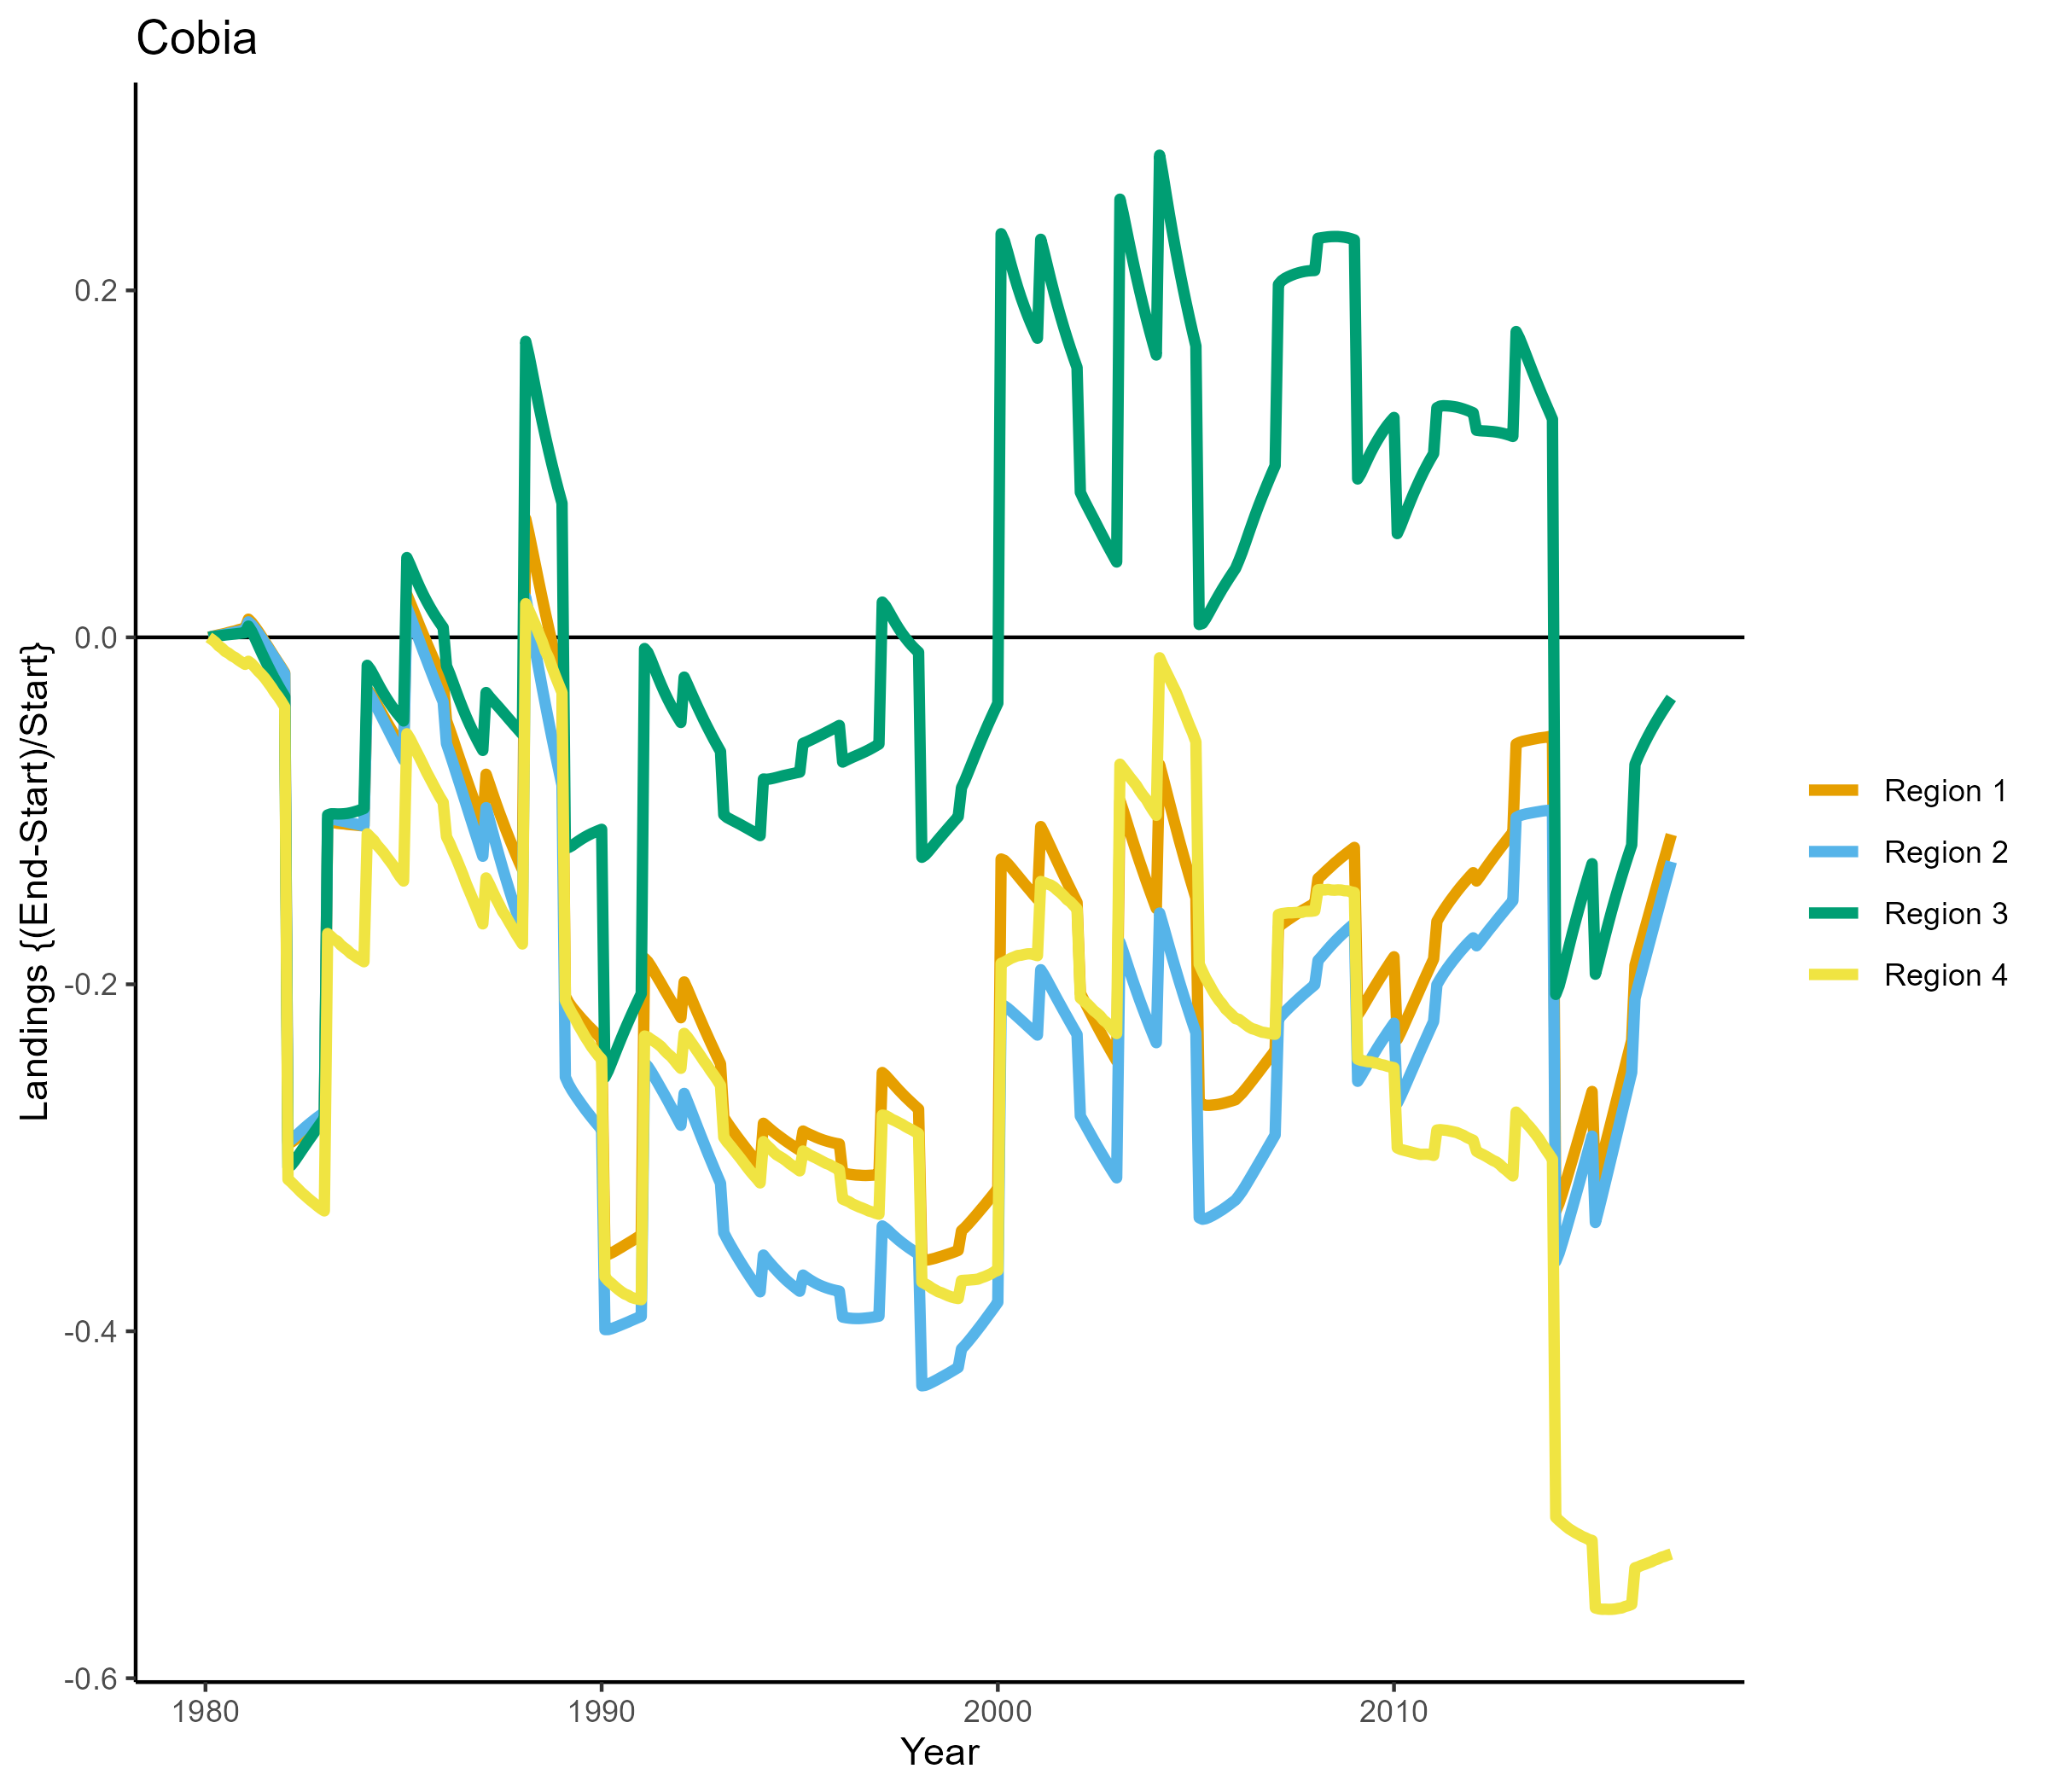 Cobia
Landings {(End-Start)/Start}
0.2
0.0
-0.2
-0.4
-0.6
1980
1990
2000
2010
Year
Region 1
Region 2
Region 3
Region 4